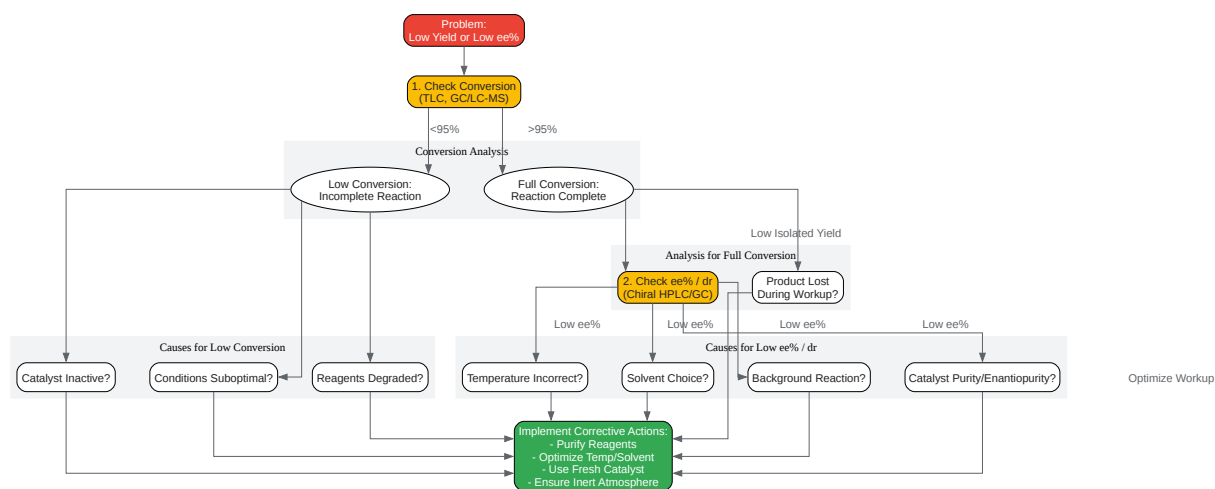 Problem:
Low Yield or Low ee%
1. Check Conversion
(TLC, GC/LC-MS)
<95%
>95%
Conversion Analysis
Low Conversion:
Incomplete Reaction
Full Conversion:
Reaction Complete
Low Isolated Yield
Analysis for Full Conversion
2. Check ee% / dr
(Chiral HPLC/GC)
Product Lost
During Workup?
Low ee%
Low ee%
Low ee%
Low ee%
Causes for Low Conversion
Causes for Low ee% / dr
Catalyst Inactive?
Conditions Suboptimal?
Reagents Degraded?
Temperature Incorrect?
Solvent Choice?
Background Reaction?
Catalyst Purity/Enantiopurity?
Optimize Workup
Implement Corrective Actions:
- Purify Reagents
- Optimize Temp/Solvent
- Use Fresh Catalyst
- Ensure Inert Atmosphere